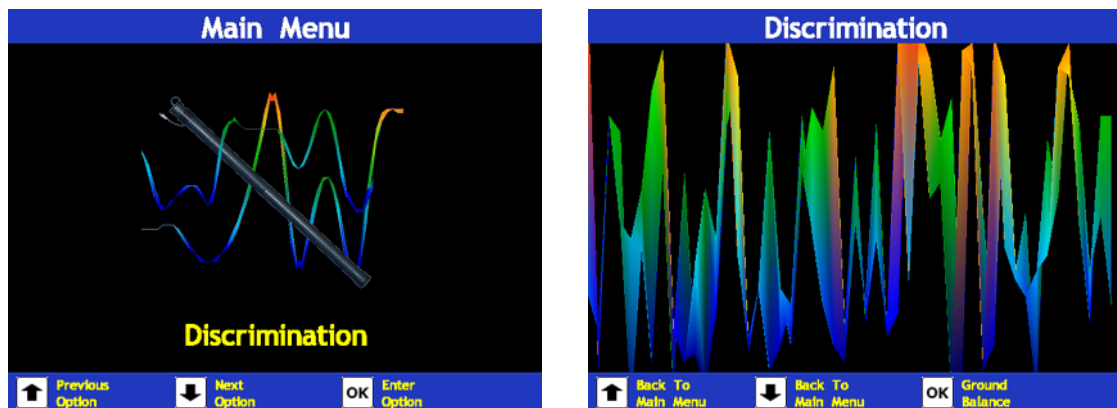 Main Menu
Discrimination
Previous
Option
Next
Option
OK
Enter
Option
Discrimination
Back To
Main Menu
Back To
Main Menu
OK
Ground
Balance